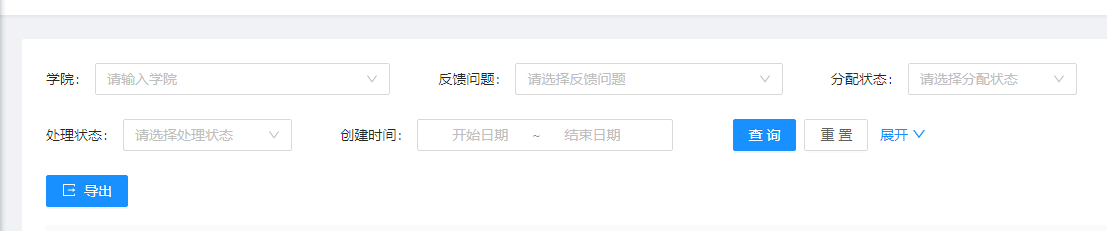 学院： 请输入学院 反馈问题： 请选择反馈问题 分配状态： 请选择分配状态
处理状态： 请选择处理状态 创建时间： 开始日期 ~ 结束日期 查 询 重 置 展开
导出